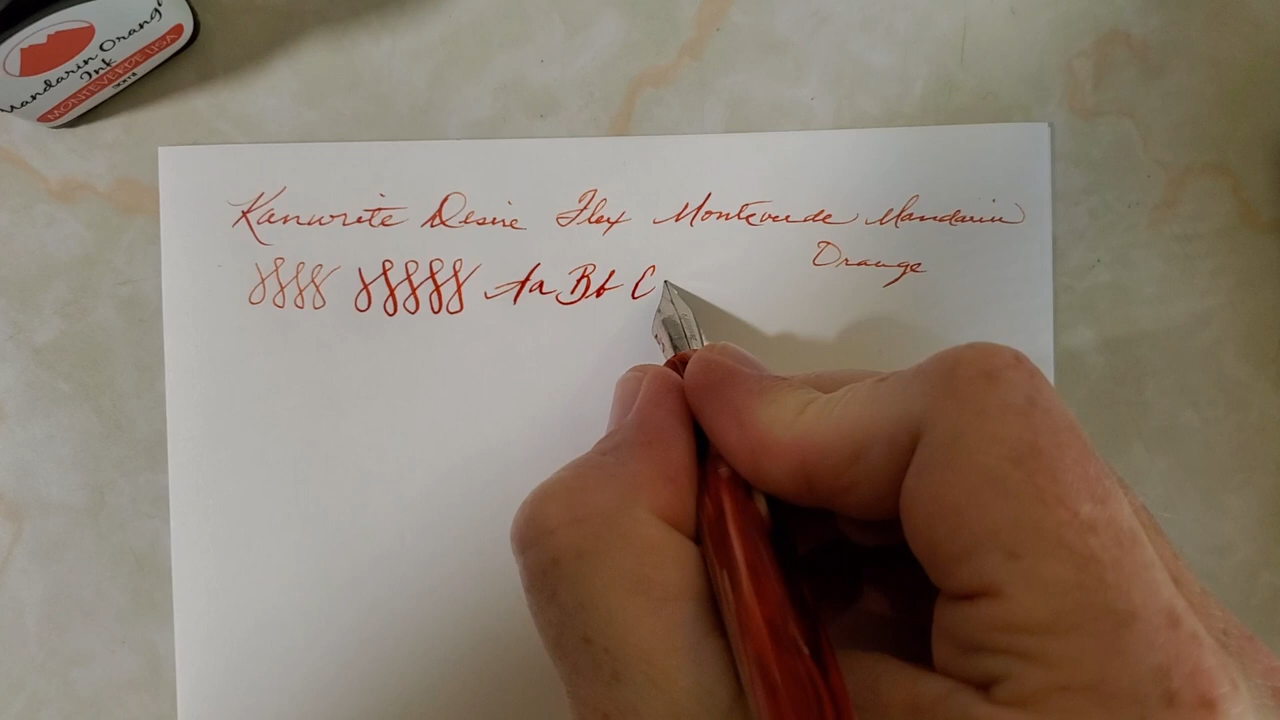 Mandarin Orange
Ink
MONTEVERDE USA
Kanwrite Desire Flex Monteverde Mandarin
Orange
Aa Bb C